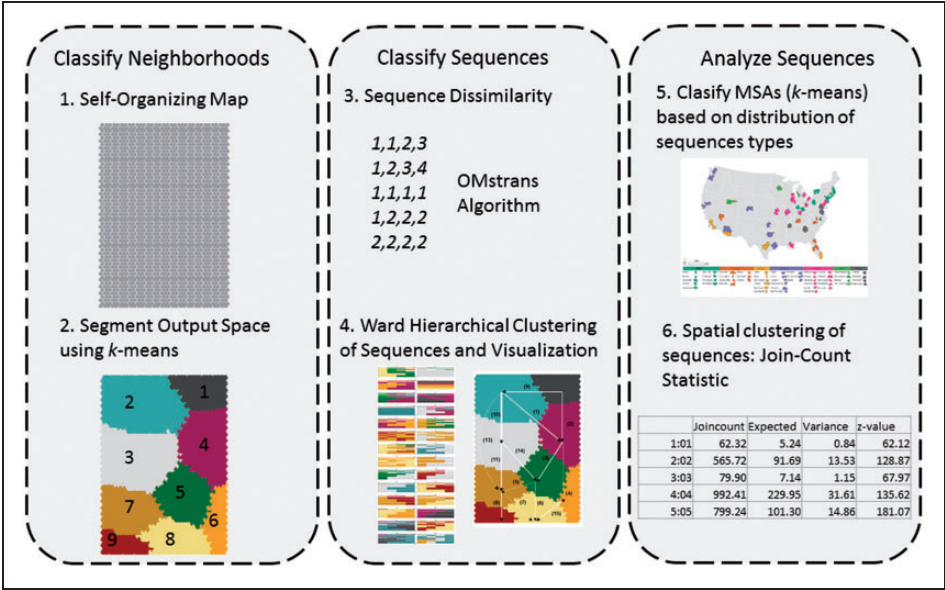 Classify Neighborhoods
1. Self-Organizing Map
2. Segment Output Space
using k-means
1
2
3
4
5
6
7
8
9
Classify Sequences
3. Sequence Dissimilarity
1,1,2,3
1,2,3,4
1,1,1,1
1,2,2,2
2,2,2,2
OMstrans
Algorithm
4. Ward Hierarchical Clustering
of Sequences and Visualization
Analyze Sequences
5. Clasify MSAs (k-means)
based on distribution of
sequences types
6. Spatial clustering of
sequences: Join-Count
Statistic
Joincount Expected Variance z-value
1:01 62.32 5.24 0.84 62.12
2:02 565.72 91.69 13.53 128.87
3:03 79.90 7.14 1.15 67.97
4:04 992.41 229.95 31.61 135.62
5:05 799.24 101.30 14.86 181.07